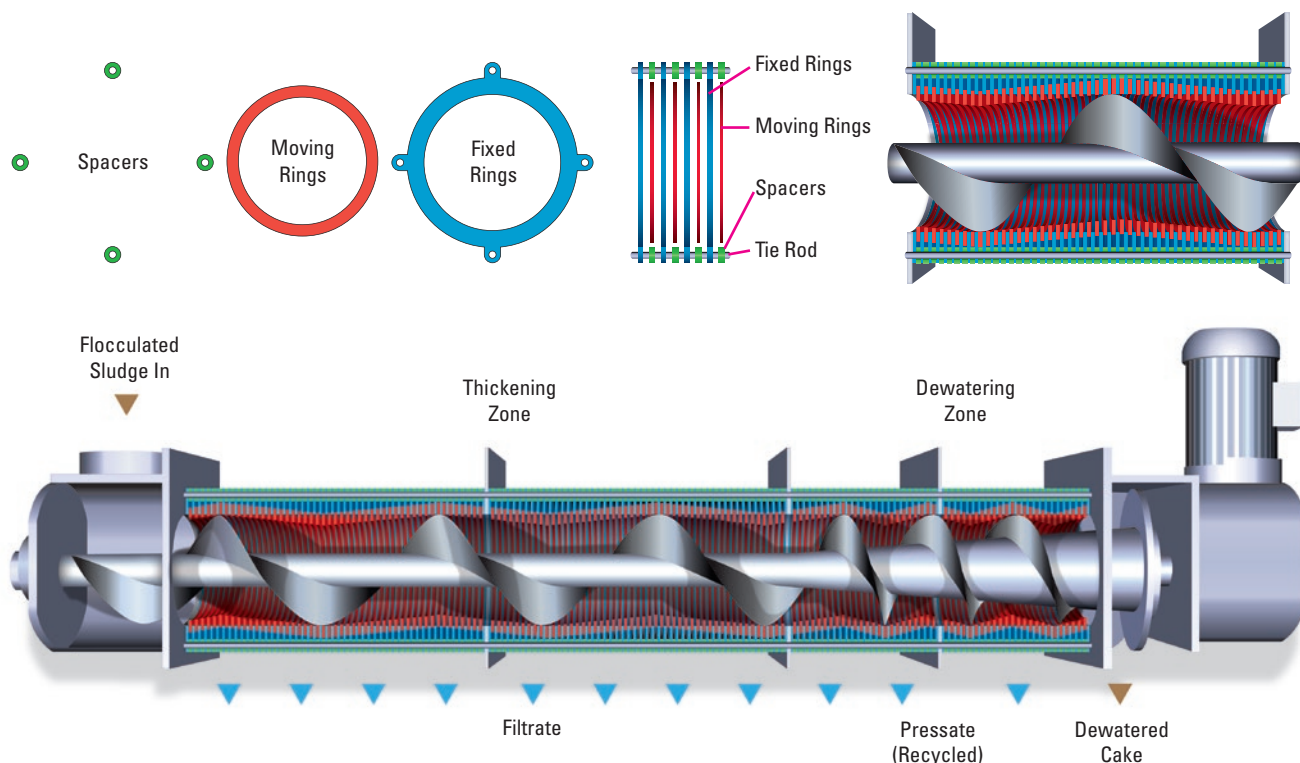 Spacers
Moving
Rings
Fixed
Rings
Fixed Rings
Moving Rings
Spacers
Tie Rod
Flocculated
Sludge In
Thickening
Zone
Dewatering
Zone
Filtrate
Pressate
(Recycled)
Dewatered
Cake